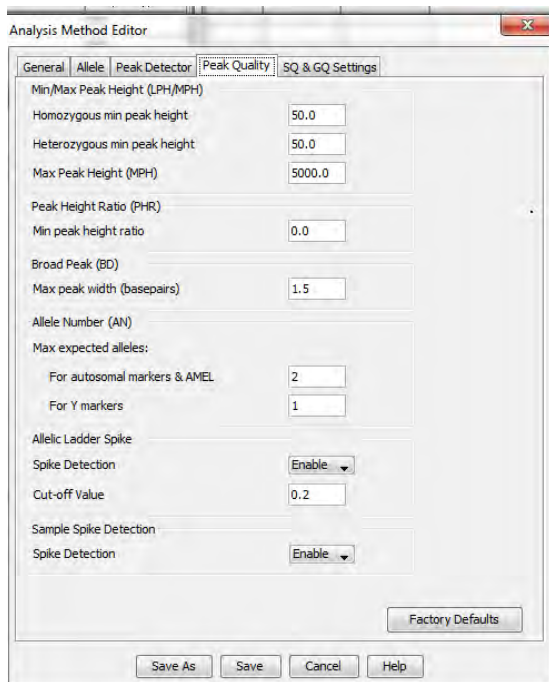 Analysis Method Editor
General Allele Peak Detector Peak Quality SQ & GQ Settings
Min/Max Peak Height (LPH/MPH)
Homozygous min peak height 50.0
Heterozygous min peak height 50.0
Max Peak Height (MPH) 5000.0
Peak Height Ratio (PHR)
Min peak height ratio 0.0
Broad Peak (BD)
Max peak width (basepairs) 1.5
Allele Number (AN)
Max expected alleles:
For autosomal markers & AMEL 2
For Y markers 1
Allelic Ladder Spike
Spike Detection Enable
Cut-off Value 0.2
Sample Spike Detection
Spike Detection Enable
Factory Defaults
Save As Save Cancel Help